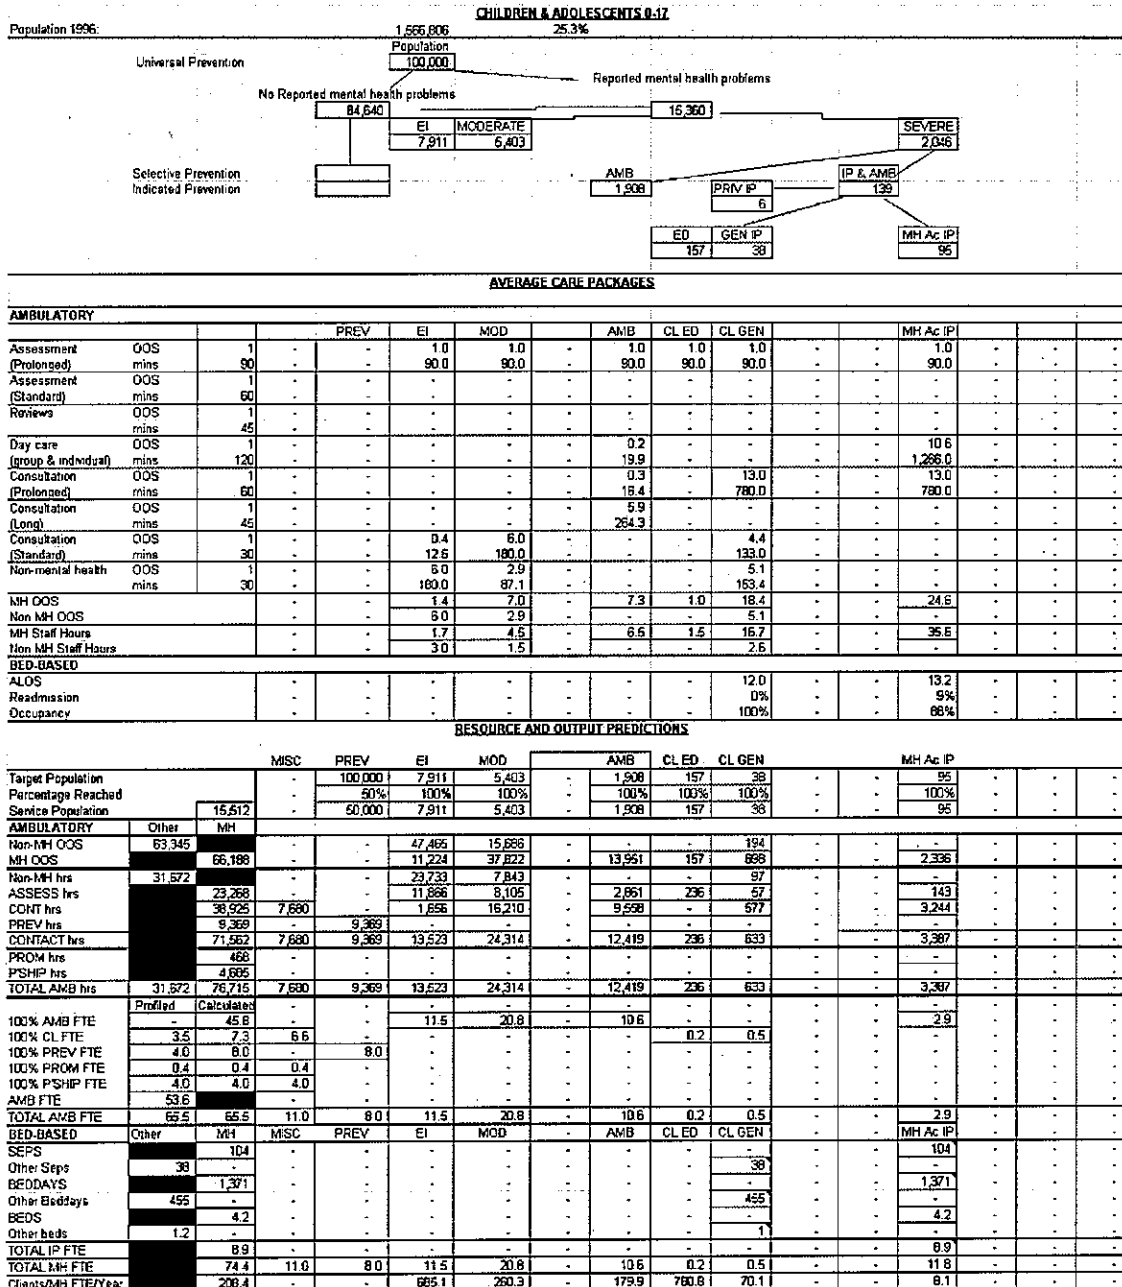 CHILDREN & ADOLESCENTS 0-17
Population 1996: 1,566,806 25.3%
Population
Universal Prevention 100,000
Reported mental health problems
No Reported mental health problems
84,640 15,360
EI MODERATE SEVERE
7,911 5,403 2,046
Selective Prevention AMB IP & AMB
Indicated Prevention 1,908 PRIV IP 139
6
ED GEN IP MH Ac IP
157 38 95
AVERAGE CARE PACKAGES
AMBULATORY
PREV EI MOD AMB CL ED CL GEN MH Ac IP
Assessment OOS 1 - - 1.0 1.0 - 1.0 1.0 1.0 - - 1.0 - - -
(Prolonged) mins 90 - - 90.0 90.0 - 90.0 90.0 90.0 - - 90.0 - - -
Assessment OOS 1 - - - - - - - - - - - - - -
(Standard) mins 60 - - - - - - - - - - - - - -
Reviews OOS 1 - - - - - - - - - - - - - -
mins 45 - - - - - - - - - - - - - -
Day care OOS 1 - - - - - 0.2 - - - - 10.6 - - -
(group & individual) mins 120 - - - - - 19.9 - - - - 1,266.0 - - -
Consultation OOS 1 - - - - - 0.3 - 13.0 - - 13.0 - - -
(Prolonged) mins 60 - - - - - 16.4 - 780.0 - - 780.0 - - -
Consultation OOS 1 - - - - - 5.9 - - - - - - - -
(Long) mins 45 - - - - - 264.3 - - - - - - - -
Consultation OOS 1 - - 0.4 6.0 - - - 4.4 - - - - - -
(Standard) mins 30 - - 12.6 180.0 - - - 133.0 - - - - - -
Non-mental health OOS 1 - - 6.0 2.9 - - - 5.1 - - - - - -
mins 30 - - 180.0 87.1 - - - 153.4 - - - - - -
MH OOS - - 1.4 7.0 - 7.3 1.0 18.4 - - 24.6 - - -
Non MH OOS - - 6.0 2.9 - - - 5.1 - - - - - -
MH Staff Hours - - 1.7 4.5 - 6.5 1.5 16.7 - - 35.6 - - -
Non MH Staff Hours - - 3.0 1.5 - - - 2.6 - - - - - -
BED-BASED
ALOS - - - - - - - 12.0 - - 13.2 - - -
Readmission - - - - - - - 0% - - 9% - - -
Occupancy - - - - - - - 100% - - 88% - - -
RESOURCE AND OUTPUT PREDICTIONS
MISC PREV EI MOD AMB CL ED CL GEN MH Ac IP
Target Population - 100,000 7,911 5,403 - 1,908 157 38 - - 95 - - -
Percentage Reached 50% 100% 100% 100% 100% 100% 100%
Service Population 15,512 - 50,000 7,911 5,403 - 1,908 157 38 - - 95 - - -
AMBULATORY Other MH
Non-MH OOS 63,345 - - 47,465 15,686 - - - 194 - - - - - -
MH OOS 66,188 - - 11,224 37,822 - 13,951 157 698 - - 2,336 - - -
Non-MH hrs 31,672 - - 23,733 7,843 - - - 97 - - - - - -
ASSESS hrs 23,268 - - 11,866 8,105 - 2,861 236 57 - - 143 - - -
CONT hrs 38,925 7,680 - 1,656 16,210 - 9,558 - 577 - - 3,244 - - -
PREV hrs 9,369 - 9,369 - - - - - - - - - - - -
CONTACT hrs 71,562 7,680 9,369 13,523 24,314 - 12,419 236 633 - - 3,387 - - -
PROM hrs 468 - - - - - - - - - - - - - -
P'SHIP hrs 4,685 - - - - - - - - - - - - - -
TOTAL AMB hrs 31,672 76,715 7,680 9,369 13,523 24,314 - 12,419 236 633 - - 3,387 - - -
Profiled Calculated
100% AMB FTE - 45.8 - - 11.5 20.8 - 10.6 - - - - 2.9 - - -
100% CL FTE 3.5 7.3 6.6 - - - - - 0.2 0.5 - - - - - -
100% PREV FTE 4.0 8.0 - 8.0 - - - - - - - - - - - -
100% PROM FTE 0.4 0.4 0.4 - - - - - - - - - - - - -
100% P'SHIP FTE 4.0 4.0 4.0 - - - - - - - - - - - - -
AMB FTE 53.6 - - - - - - - - - - - - - -
TOTAL AMB FTE 65.5 65.5 11.0 8.0 11.5 20.8 - 10.6 0.2 0.5 - - 2.9 - - -
BED-BASED Other MH MISC PREV EI MOD AMB CL ED CL GEN MH Ac IP
SEPS 104 - - - - - - - - - - 104 - - -
Other Seps 38 - - - - - - - - 38 - - - - - -
BEDDAYS 1,371 - - - - - - - - - - 1,371 - - -
Other Beddays 455 - - - - - - - - 455 - - - - - -
BEDS 4.2 - - - - - - - - - - 4.2 - - -
Other beds 1.2 - - - - - - - - 1 - - - - - -
TOTAL IP FTE 8.9 - - - - - - - - - - 8.9 - - -
TOTAL MH FTE 74.4 11.0 8.0 11.5 20.8 - 10.6 0.2 0.5 - - 11.8 - - -
Clients/MH FTE/Year 208.4 - - 685.1 260.3 - 179.9 780.8 70.1 - - 8.1 - - -